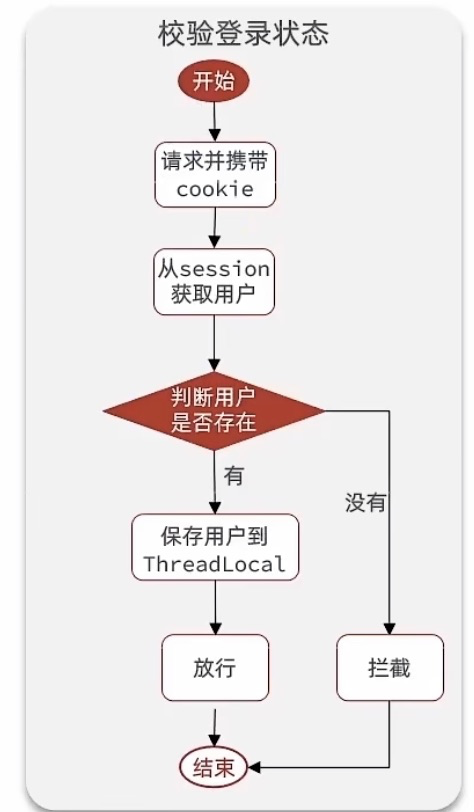 校验登录状态
开始
请求并携带
cookie
从session
获取用户
判断用户
是否存在
有
没有
保存用户到
ThreadLocal
放行
拦截
结束